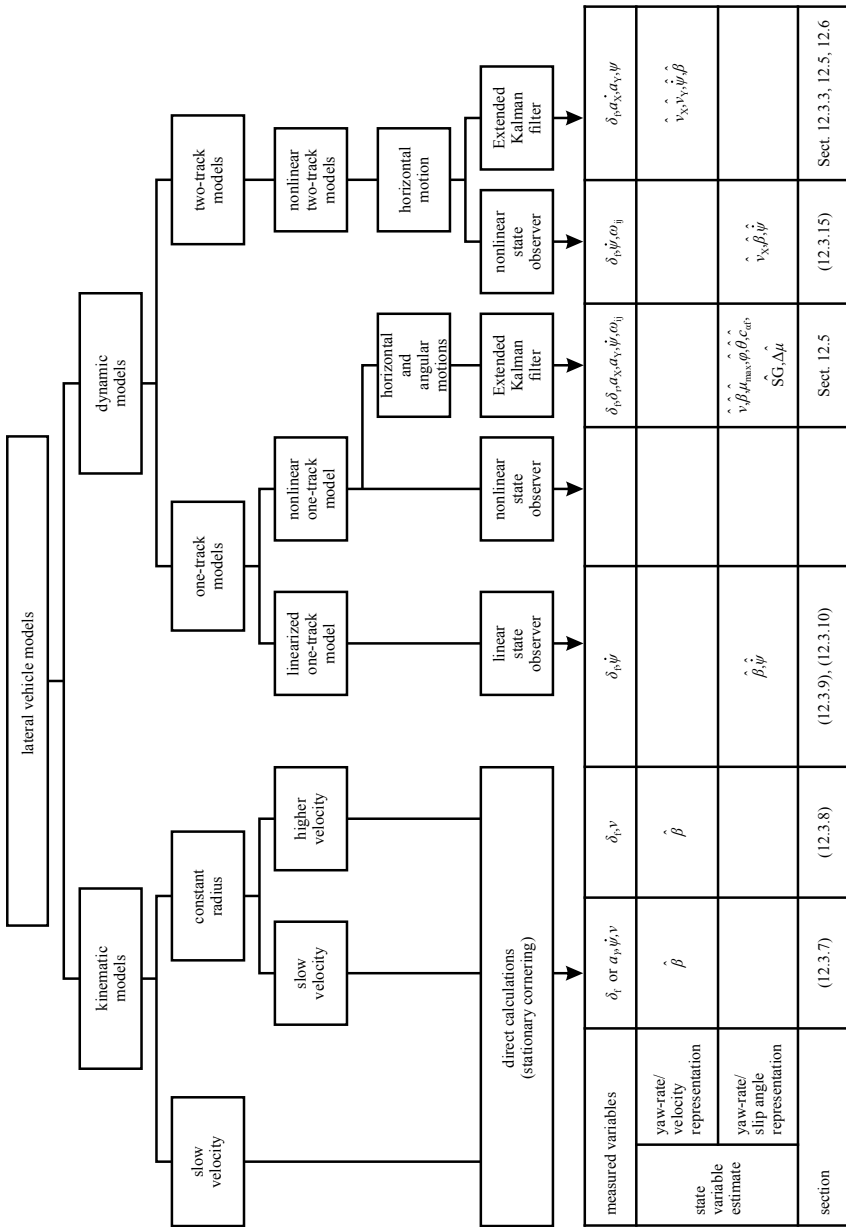 lateral vehicle models
kinematic
models
dynamic
models
slow
velocity
constant
radius
one-track
models
two-track
models
slow
velocity
higher
velocity
linearized
one-track
model
nonlinear
one-track
model
nonlinear
two-track
models
horizontal
and
angular
motions
horizontal
motion
direct calculations
(stationary cornering)
linear
state
observer
nonlinear
state
observer
Extended
Kalman
filter
nonlinear
state
observer
Extended
Kalman
filter
measured variables
δf or ay,ψ̇,v
δf,v
δf,ψ̇
δf,δr,aX,aY,ψ̇,ωij
δf,ψ̇,ωij
δf,ȧX,aY,ψ
state
variable
estimate
yaw-rate/
velocity
representation
β̂
β̂
v̂X,v̂Y,ψ̇̂,β̂
yaw-rate/
slip angle
representation
β̂,ψ̇̂
v̂,β̂,μ̂max,φ̂,θ̂,ĉαf,
ŜG,Δμ̂
v̂X,β̂,ψ̇̂
section
(12.3.7)
(12.3.8)
(12.3.9), (12.3.10)
Sect. 12.5
(12.3.15)
Sect. 12.3.3, 12.5, 12.6